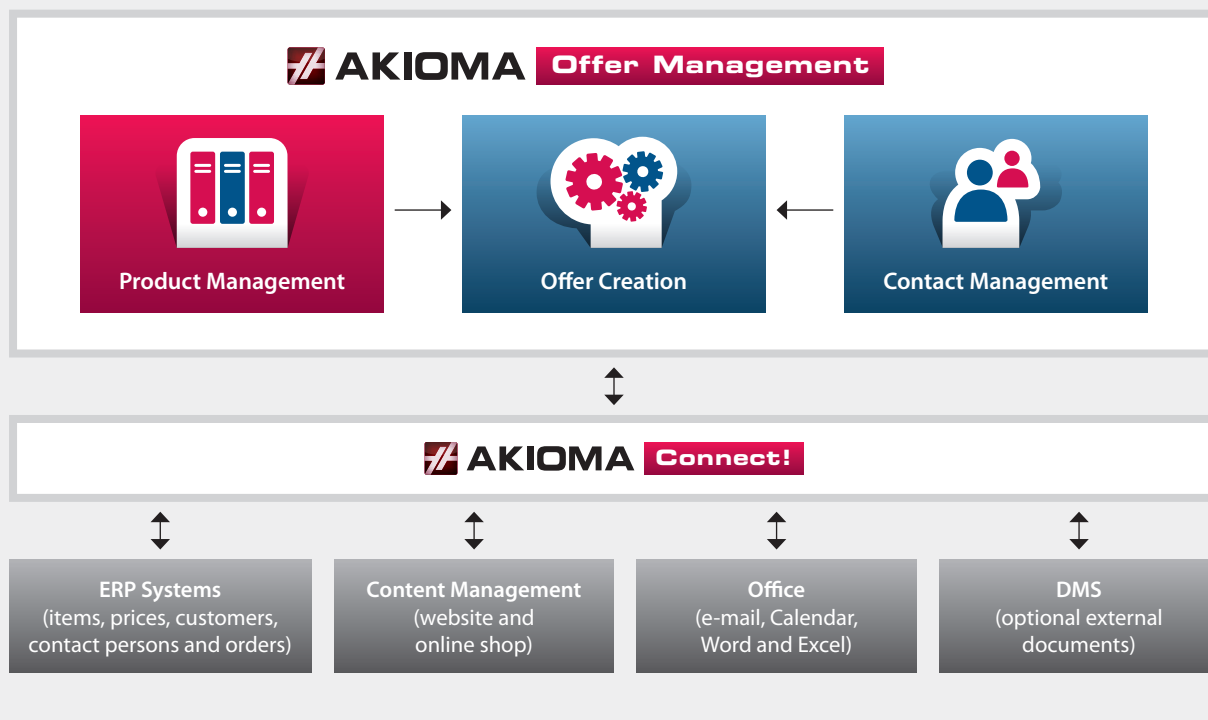 AKIOMA Offer Management
Product Management
Offer Creation
Contact Management
AKIOMA Connect!
ERP Systems
(items, prices, customers,
contact persons and orders)
Content Management
(website and
online shop)
Office
(e-mail, Calendar,
Word and Excel)
DMS
(optional external
documents)